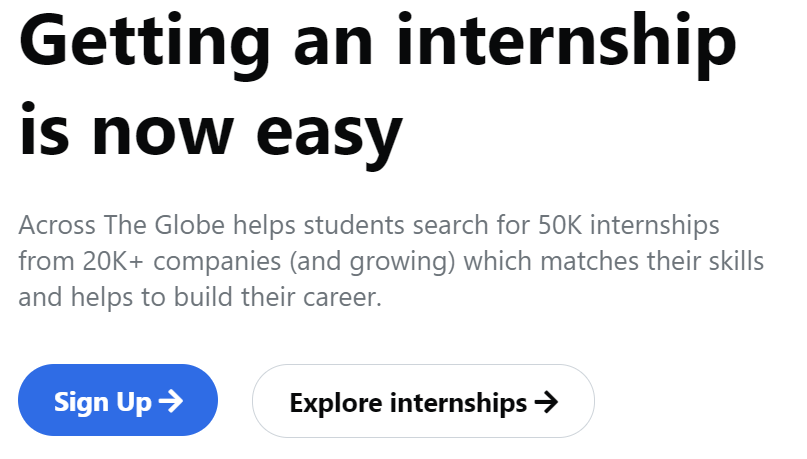 Getting an internship
is now easy
Across The Globe helps students search for 50K internships
from 20K+ companies (and growing) which matches their skills
and helps to build their career.
Sign Up →
Explore internships →